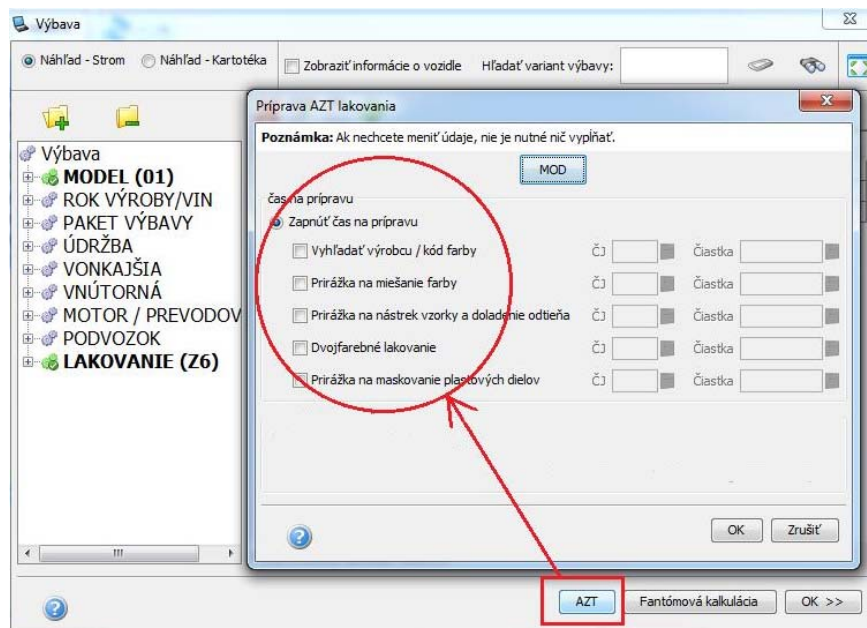 Výbava
Náhľad - Strom Náhľad - Kartotéka Zobraziť informácie o vozidle Hľadať variant výbavy:
Výbava
MODEL (01)
ROK VÝROBY/VIN
PAKET VÝBAVY
ÚDRŽBA
VONKAJŠIA
VNÚTORNÁ
MOTOR / PREVODOV
PODVOZOK
LAKOVANIE (Z6)
Príprava AZT lakovania
Poznámka: Ak nechcete meniť údaje, nie je nutné nič vypĺňať.
MOD
čas na prípravu
Zapnúť čas na prípravu
Vyhľadať výrobcu / kód farby ČJ Čiastka
Prirážka na miešanie farby ČJ Čiastka
Prirážka na nástrek vzorky a doladenie odtieňa ČJ Čiastka
Dvojfarebné lakovanie ČJ Čiastka
Prirážka na maskovanie plastových dielov ČJ Čiastka
OK Zrušiť
AZT Fantómová kalkulácia OK >>